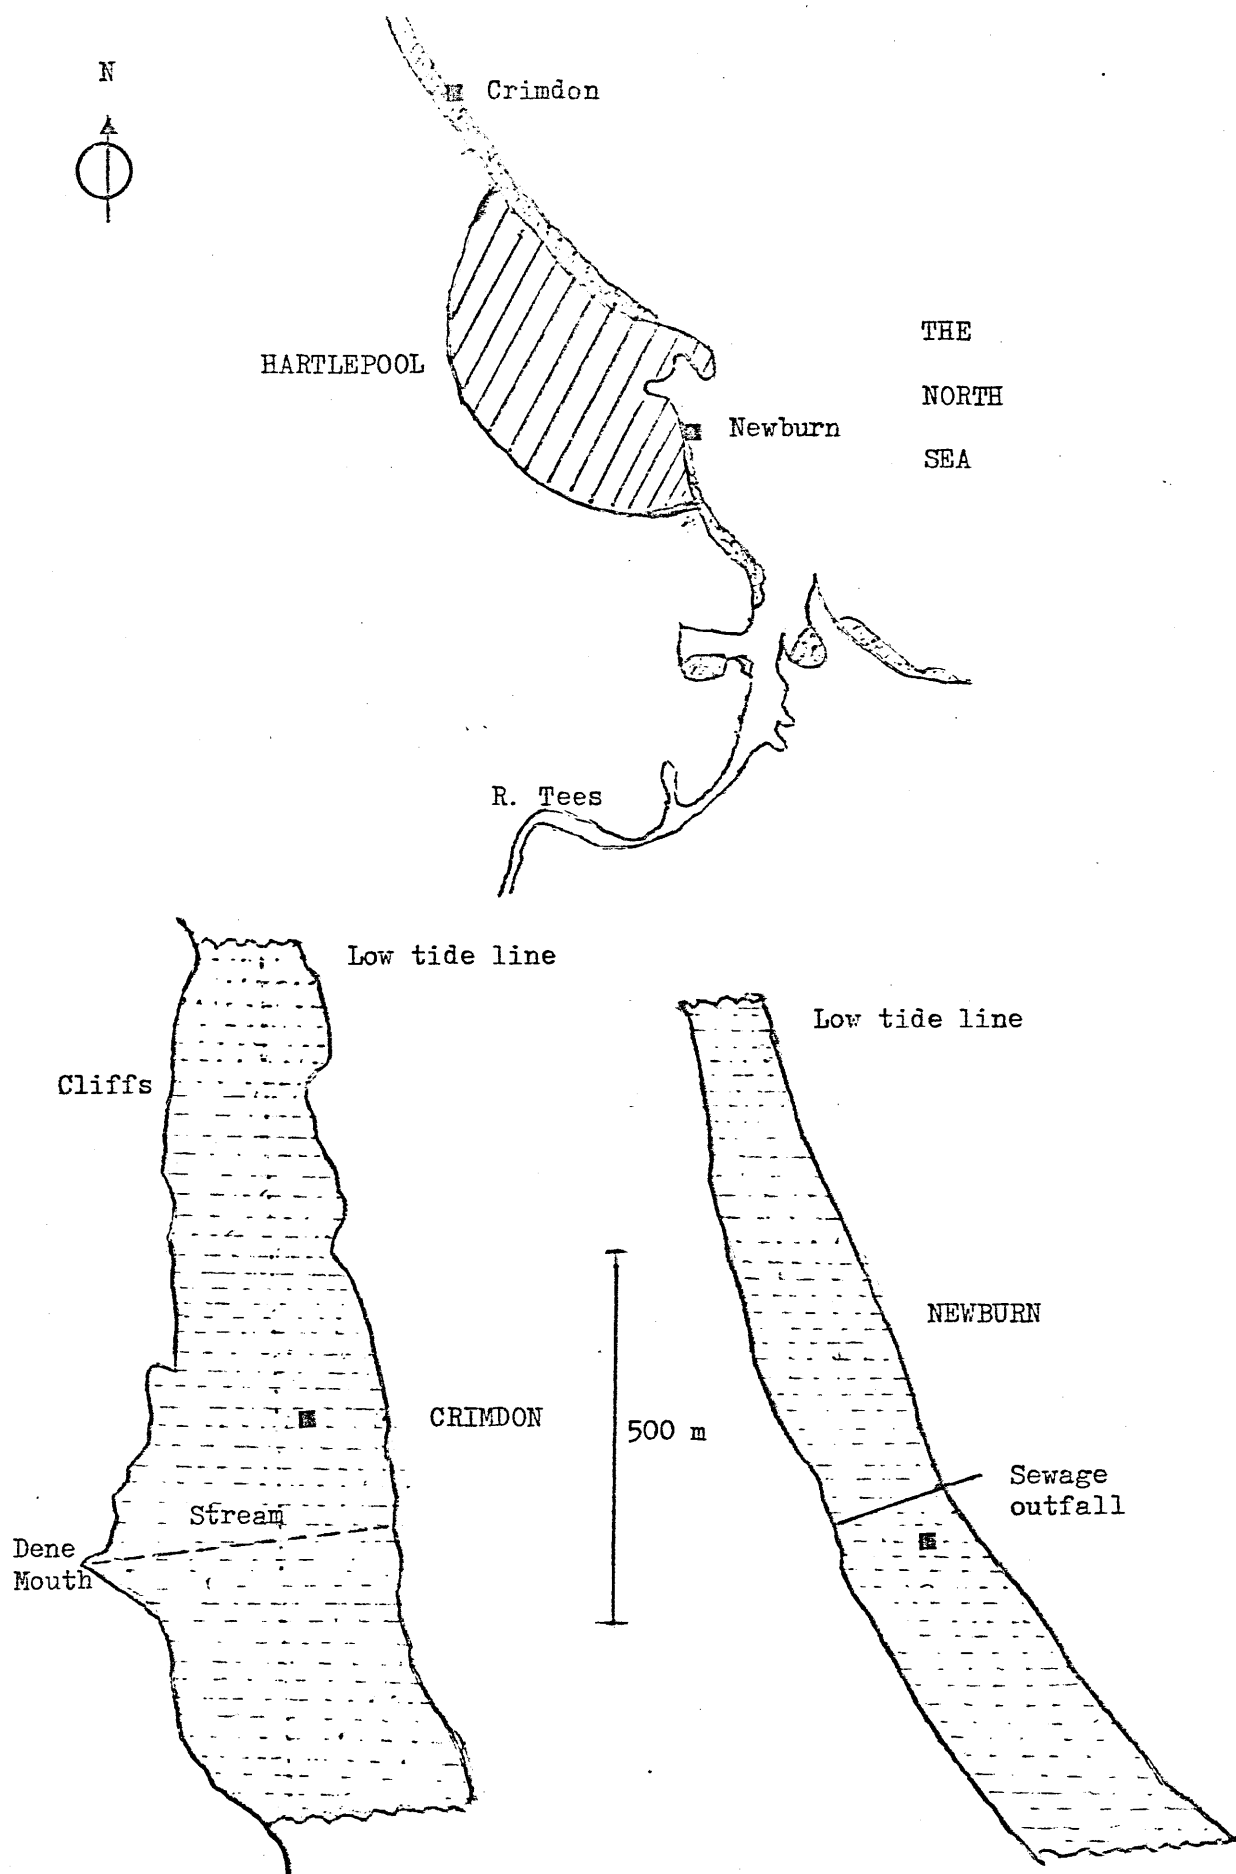 N
Crimdon
HARTLEPOOL
THE
NORTH
SEA
Newburn
R. Tees
Low tide line
Low tide line
Cliffs
NEWBURN
CRIMDON
500 m
Sewage
outfall
Stream
Dene
Mouth